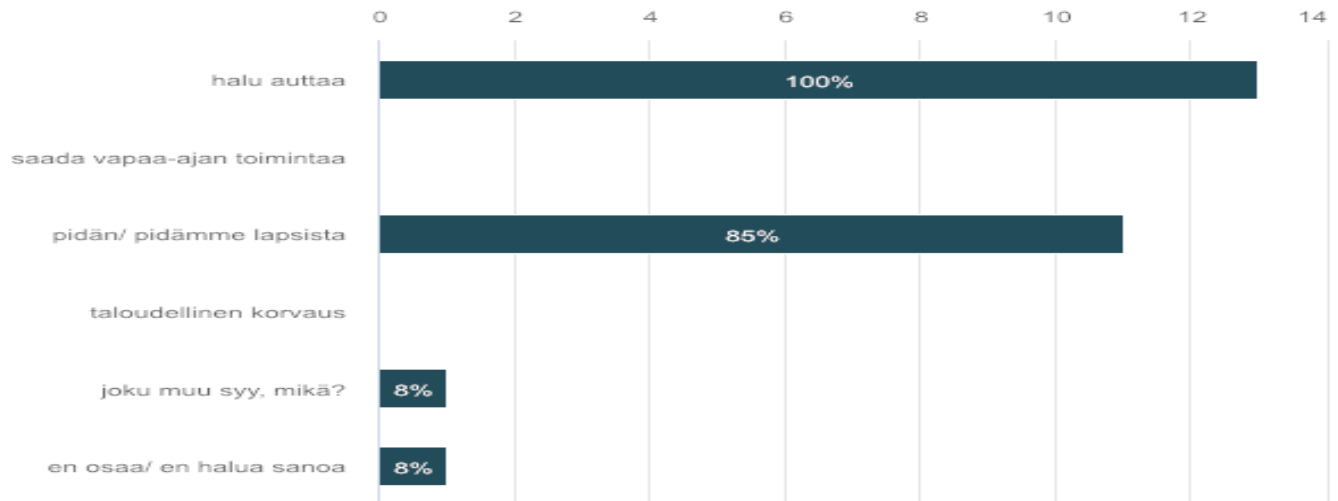 0 2 4 6 8 10 12 14
halu auttaa 100%
saada vapaa-ajan toimintaa
pidän/ pidämme lapsista 85%
taloudellinen korvaus
joku muu syy, mikä? 8%
en osaa/ en halua sanoa 8%